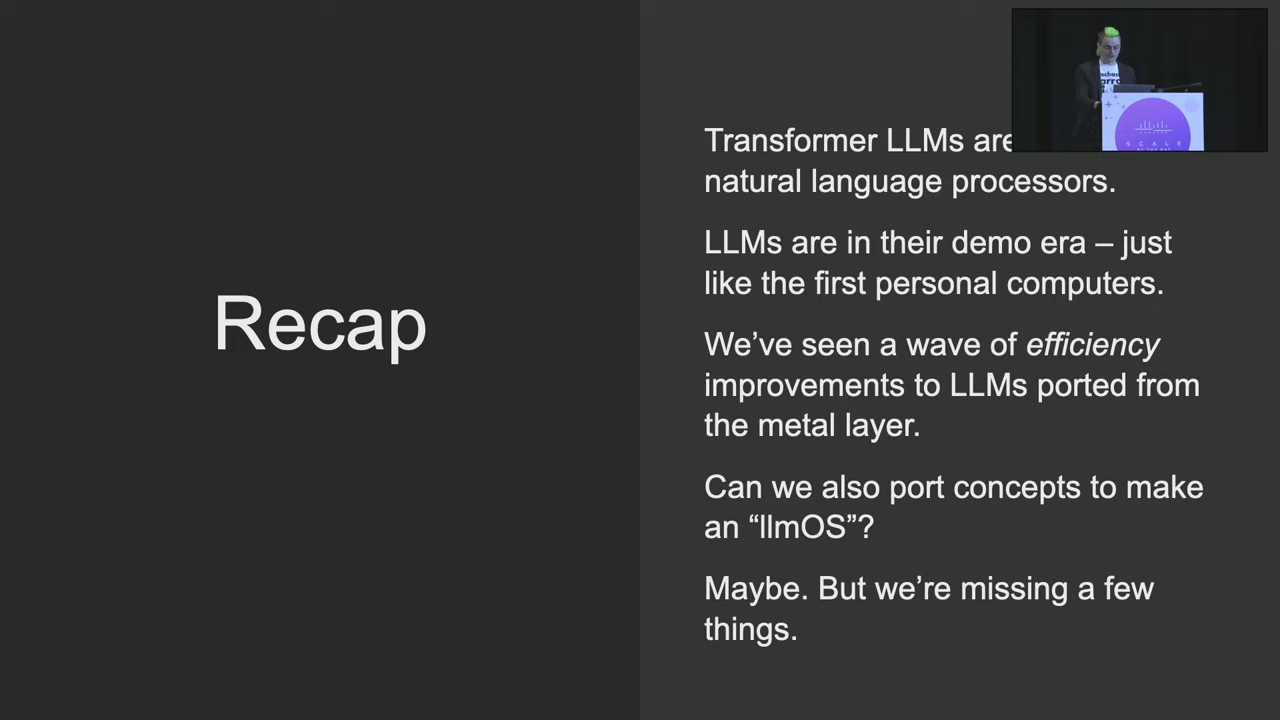 Recap
Transformer LLMs are
natural language processors.
LLMs are in their demo era – just
like the first personal computers.
We’ve seen a wave of efficiency
improvements to LLMs ported from
the metal layer.
Can we also port concepts to make
an “llmOS”?
Maybe. But we’re missing a few
things.
SCALE